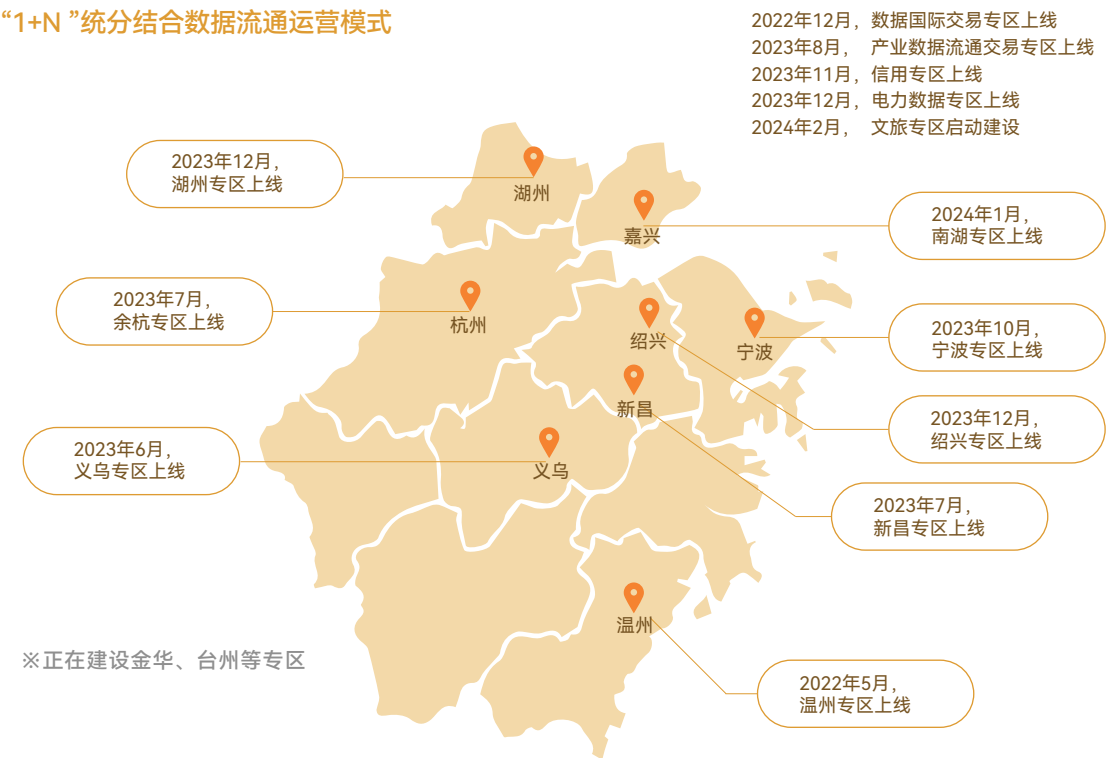 “1+N ”统分结合数据流通运营模式
2022年12月，数据国际交易专区上线
2023年8月， 产业数据流通交易专区上线
2023年11月，信用专区上线
2023年12月，电力数据专区上线
2024年2月， 文旅专区启动建设
2023年12月，
湖州专区上线
湖州
嘉兴
2024年1月，
南湖专区上线
2023年7月，
余杭专区上线
杭州
绍兴
宁波
2023年10月，
宁波专区上线
新昌
2023年12月，
绍兴专区上线
2023年6月，
义乌专区上线
义乌
2023年7月，
新昌专区上线
温州
※正在建设金华、台州等专区
2022年5月，
温州专区上线